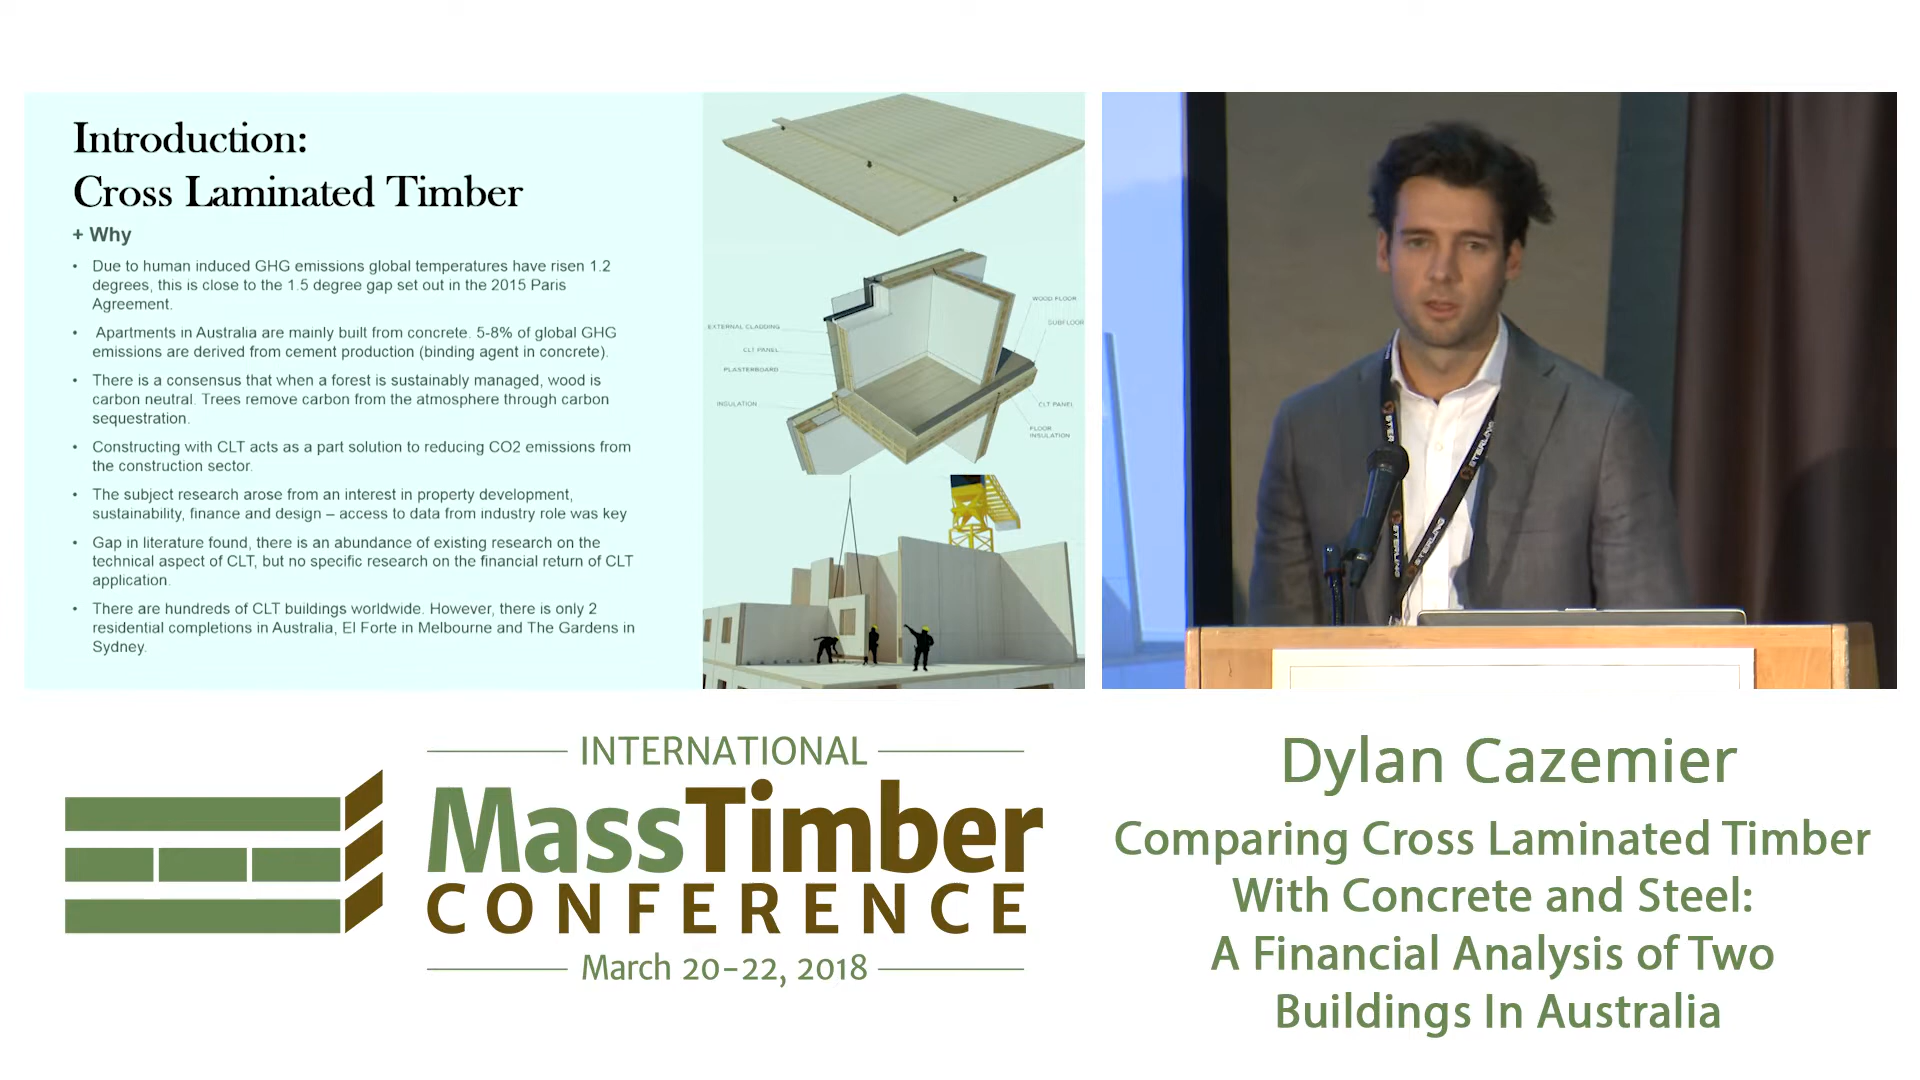 Introduction:
Cross Laminated Timber
+ Why
• Due to human induced GHG emissions global temperatures have risen 1.2
degrees, this is close to the 1.5 degree gap set out in the 2015 Paris
Agreement.
• Apartments in Australia are mainly built from concrete. 5-8% of global GHG
emissions are derived from cement production (binding agent in concrete).
• There is a consensus that when a forest is sustainably managed, wood is
carbon neutral. Trees remove carbon from the atmosphere through carbon
sequestration.
• Constructing with CLT acts as a part solution to reducing CO2 emissions from
the construction sector.
• The subject research arose from an interest in property development,
sustainability, finance and design – access to data from industry role was key
• Gap in literature found, there is an abundance of existing research on the
technical aspect of CLT, but no specific research on the financial return of CLT
application.
• There are hundreds of CLT buildings worldwide. However, there is only 2
residential completions in Australia, El Forte in Melbourne and The Gardens in
Sydney.
EXTERNAL CLADDING
CLT PANEL
PLASTERBOARD
INSULATION
WOOD FLOOR
SUBFLOOR
CLT PANEL
FLOOR
INSULATION
STERLING
STERLING
STERLING
INTERNATIONAL
MassTimber
CONFERENCE
March 20-22, 2018
Dylan Cazemier
Comparing Cross Laminated Timber
With Concrete and Steel:
A Financial Analysis of Two
Buildings In Australia